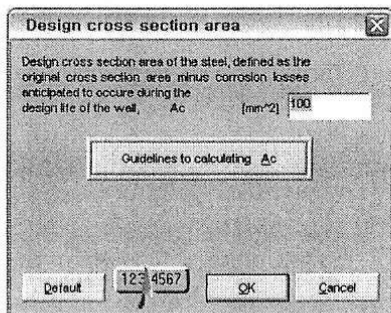 Design cross section area
Design cross section area of the steel, defined as the
original cross section area minus corrosion losses
anticipated to occure during the
design life of the wall, Ac [mm^2] 100
Guidelines to calculating Ac
Default 123 4567 OK Cancel